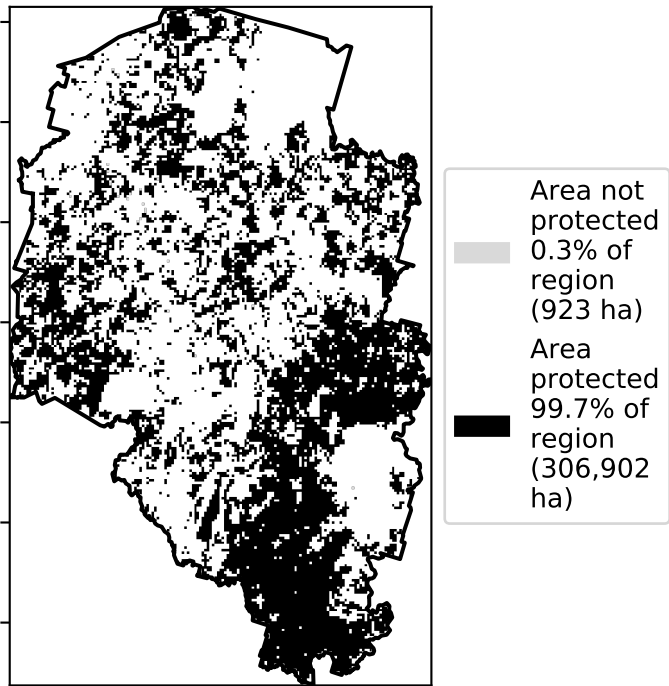 Area not
protected
0.3% of
region
(923 ha)
Area
protected
99.7% of
region
(306,902
ha)